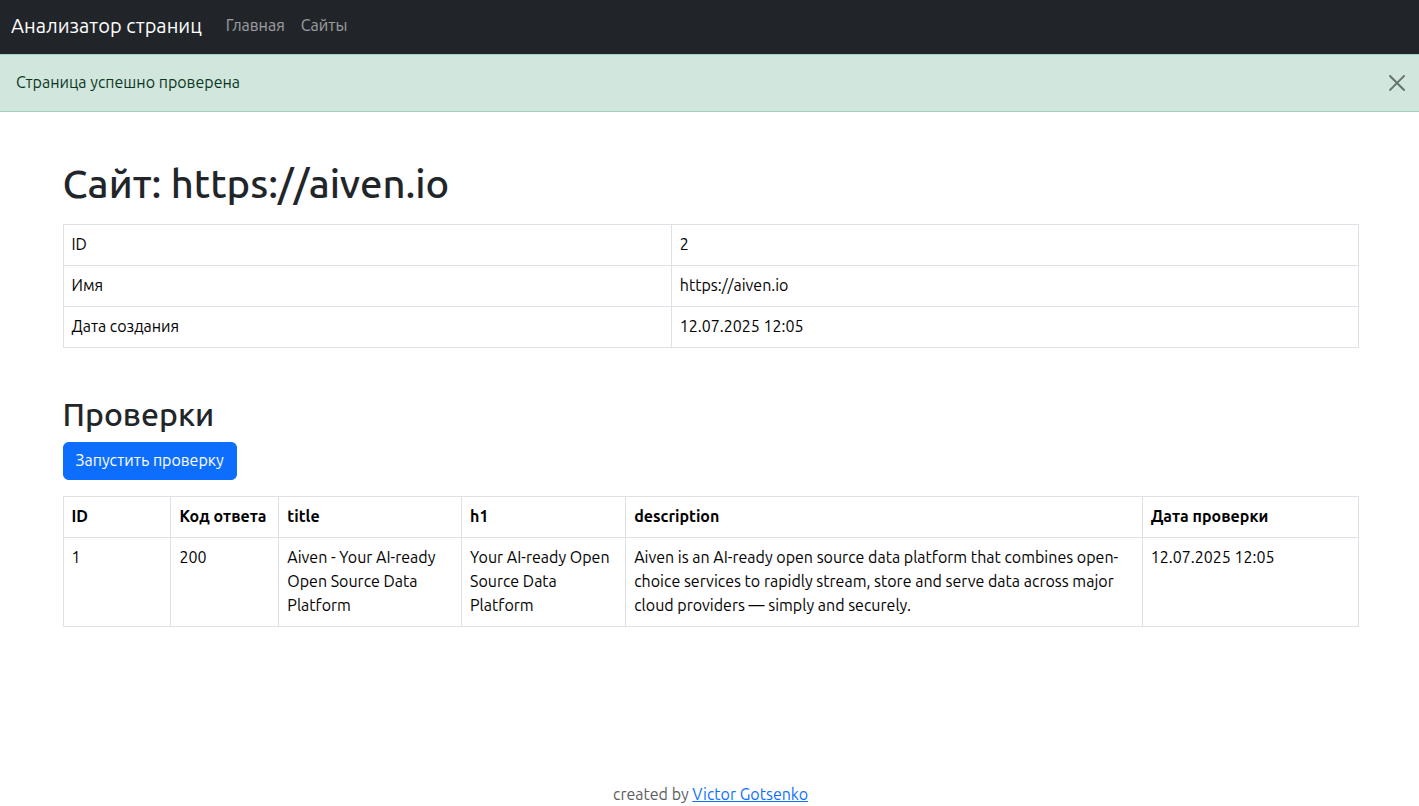 Анализатор страниц Главная Сайты
Страница успешно проверена
Сайт: https://aiven.io
ID 2
Имя https://aiven.io
Дата создания 12.07.2025 12:05
Проверки
Запустить проверку
ID Код ответа title h1 description Дата проверки
1 200 Aiven - Your AI-ready Your AI-ready Open Aiven is an AI-ready open source data platform that combines open- 12.07.2025 12:05
Open Source Data Source Data choice services to rapidly stream, store and serve data across major
Platform Platform cloud providers — simply and securely.
created by Victor Gotsenko